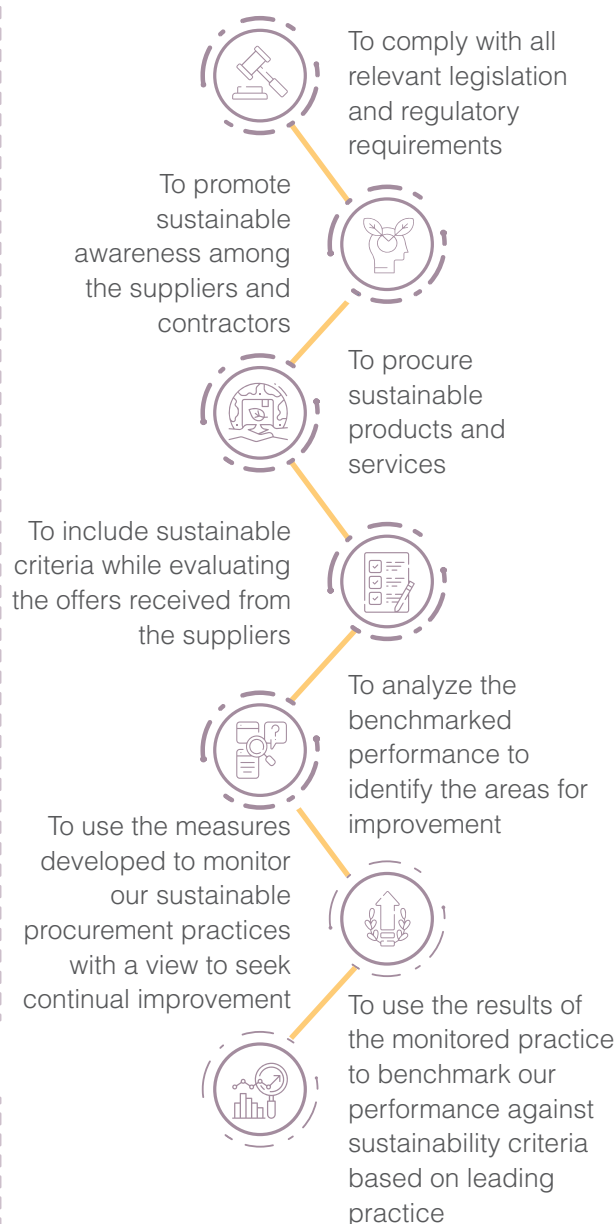 To comply with all
relevant legislation
and regulatory
requirements
To promote
sustainable
awareness among
the suppliers and
contractors
To procure
sustainable
products and
services
To include sustainable
criteria while evaluating
the offers received from
the suppliers
To analyze the
benchmarked
performance to
identify the areas for
improvement
To use the measures
developed to monitor
our sustainable
procurement practices
with a view to seek
continual improvement
To use the results of
the monitored practice
to benchmark our
performance against
sustainability criteria
based on leading
practice